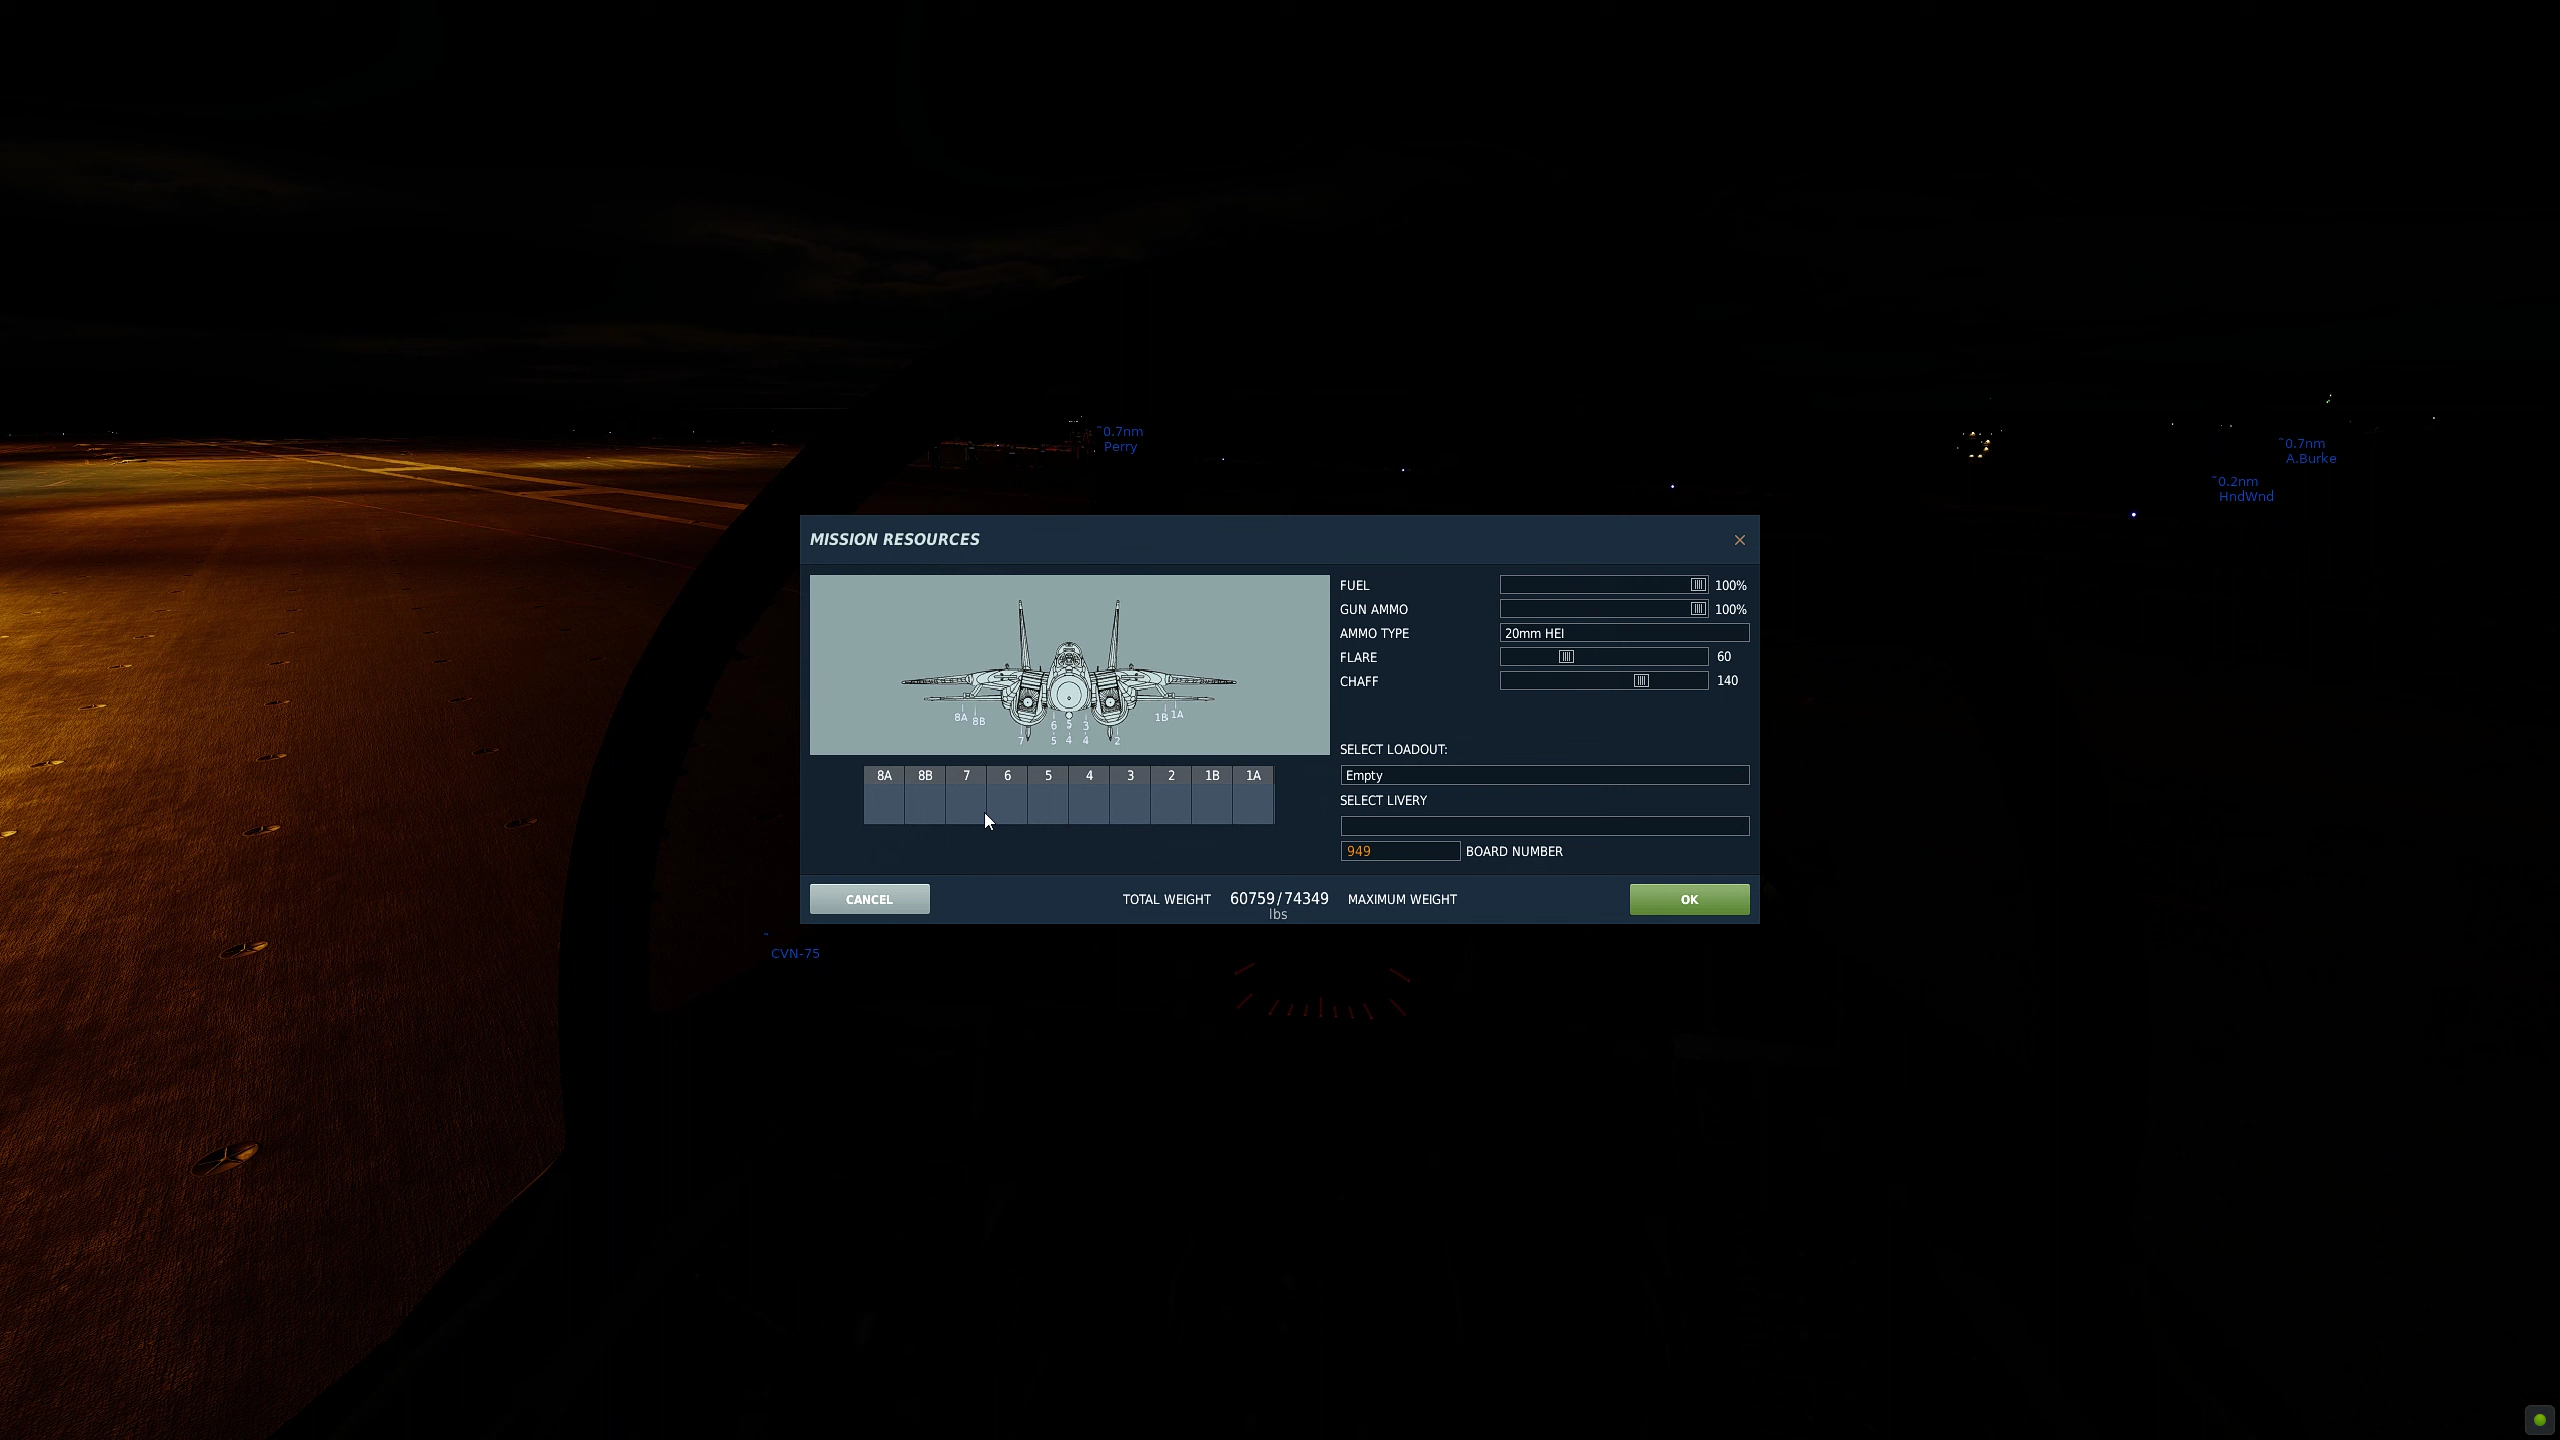 ˜0.7nm
Perry
˜0.7nm
A.Burke
˜0.2nm
HndWnd
MISSION RESOURCES
8A 8B 7 6 5 5 4 4 3 4 2 1B 1A
8A 8B 7 6 5 4 3 2 1B 1A
FUEL 100%
GUN AMMO 100%
AMMO TYPE 20mm HEI
FLARE 60
CHAFF 140
SELECT LOADOUT:
Empty
SELECT LIVERY
949 BOARD NUMBER
CANCEL TOTAL WEIGHT 60759/74349 MAXIMUM WEIGHT OK
lbs
˜
CVN-75